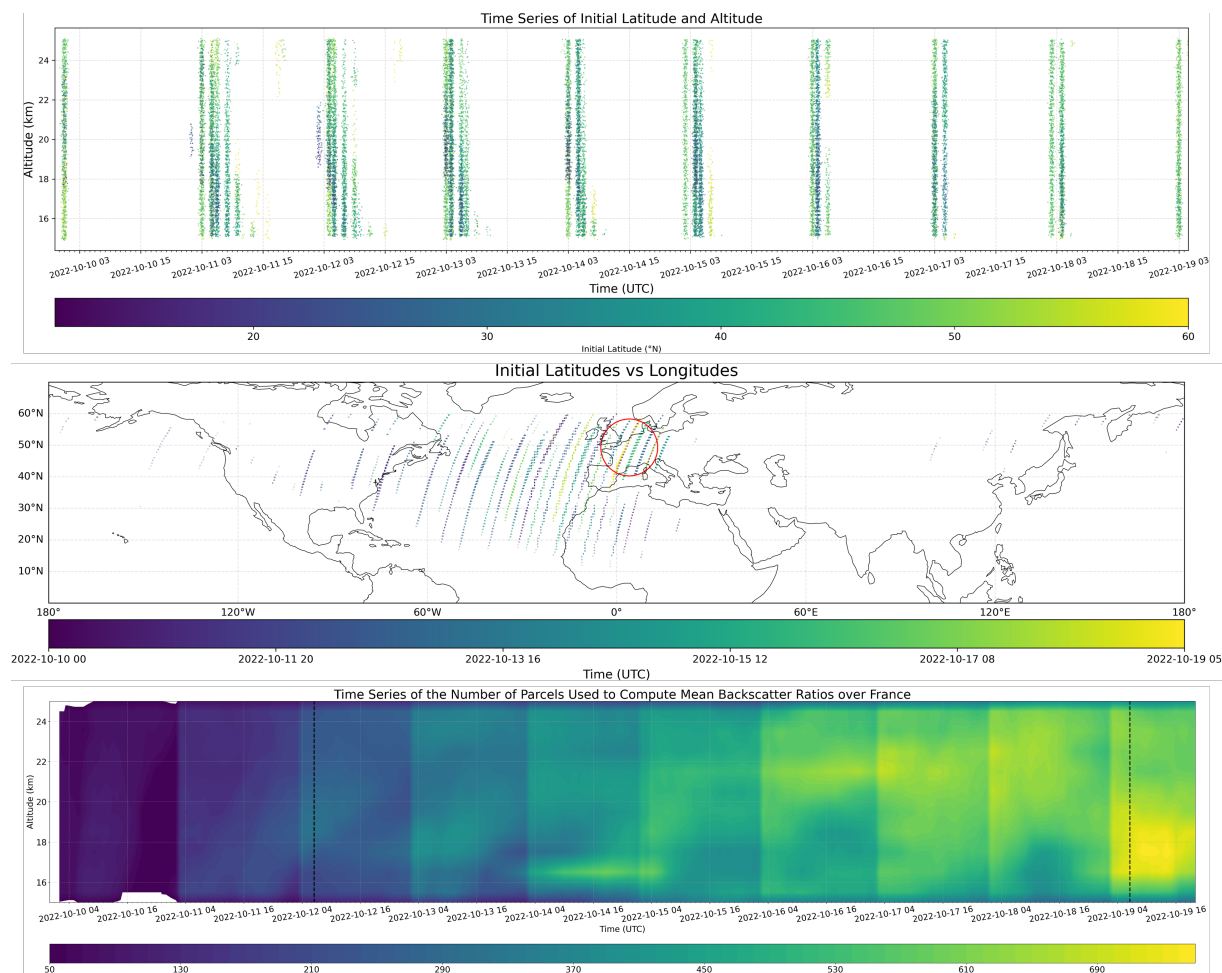 Time Series of Initial Latitude and Altitude
Altitude (km)
24
22
20
18
16
2022-10-10 03 2022-10-10 15 2022-10-11 03 2022-10-11 15 2022-10-12 03 2022-10-12 15 2022-10-13 03 2022-10-13 15 2022-10-14 03 2022-10-14 15 2022-10-15 03 2022-10-15 15 2022-10-16 03 2022-10-16 15 2022-10-17 03 2022-10-17 15 2022-10-18 03 2022-10-18 15 2022-10-19 03
Time (UTC)
20 30 40 50 60
Initial Latitude (°N)
Initial Latitudes vs Longitudes
60°N
50°N
40°N
30°N
20°N
10°N
180° 120°W 60°W 0° 60°E 120°E 180°
2022-10-10 00 2022-10-11 20 2022-10-13 16 2022-10-15 12 2022-10-17 08 2022-10-19 05
Time (UTC)
Time Series of the Number of Parcels Used to Compute Mean Backscatter Ratios over France
Altitude (km)
24
22
20
18
16
2022-10-10 04 2022-10-10 16 2022-10-11 04 2022-10-11 16 2022-10-12 04 2022-10-12 16 2022-10-13 04 2022-10-13 16 2022-10-14 04 2022-10-14 16 2022-10-15 04 2022-10-15 16 2022-10-16 04 2022-10-16 16 2022-10-17 04 2022-10-17 16 2022-10-18 04 2022-10-18 16 2022-10-19 04 2022-10-19 16
Time (UTC)
50 130 210 290 370 450 530 610 690